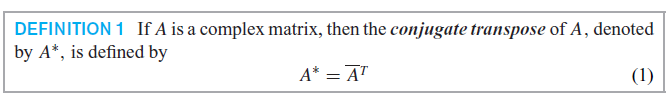 DEFINITION 1 If A is a complex matrix, then the conjugate transpose of A, denoted
by A*, is defined by
A* = A̅ᵀ (1)